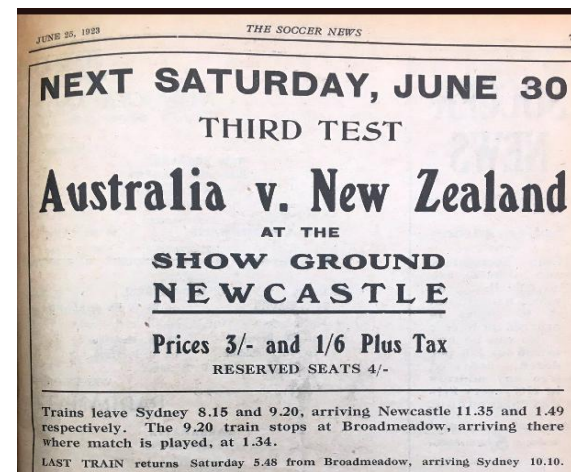 JUNE 25, 1923
THE SOCCER NEWS
NEXT SATURDAY, JUNE 30
THIRD TEST
Australia v. New Zealand
AT THE
SHOW GROUND
NEWCASTLE
Prices 3/- and 1/6 Plus Tax
RESERVED SEATS 4/-
Trains leave Sydney 8.15 and 9.20, arriving Newcastle 11.35 and 1.49
respectively. The 9.20 train stops at Broadmeadow, arriving there
where match is played, at 1.34.
LAST TRAIN returns Saturday 5.48 from Broadmeadow, arriving Sydney 10.10.